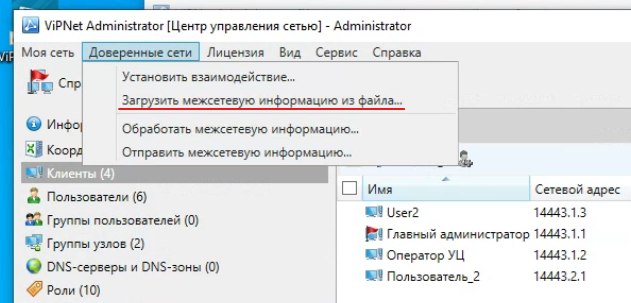 ViPNet Administrator [Центр управления сетью] - Administrator
Моя сеть Доверенные сети Лицензия Вид Сервис Справка
Установить взаимодействие...
Загрузить межсетевую информацию из файла...
Обработать межсетевую информацию...
Отправить межсетевую информацию...
Клиенты (4)
Пользователи (6)
Группы пользователей (0)
Группы узлов (2)
DNS-серверы и DNS-зоны (0)
Роли (10)
Имя Сетевой адрес
User2 14443.1.3
Главный администратор 14443.1.1
Оператор УЦ 14443.1.2
Пользователь_2 14443.2.1